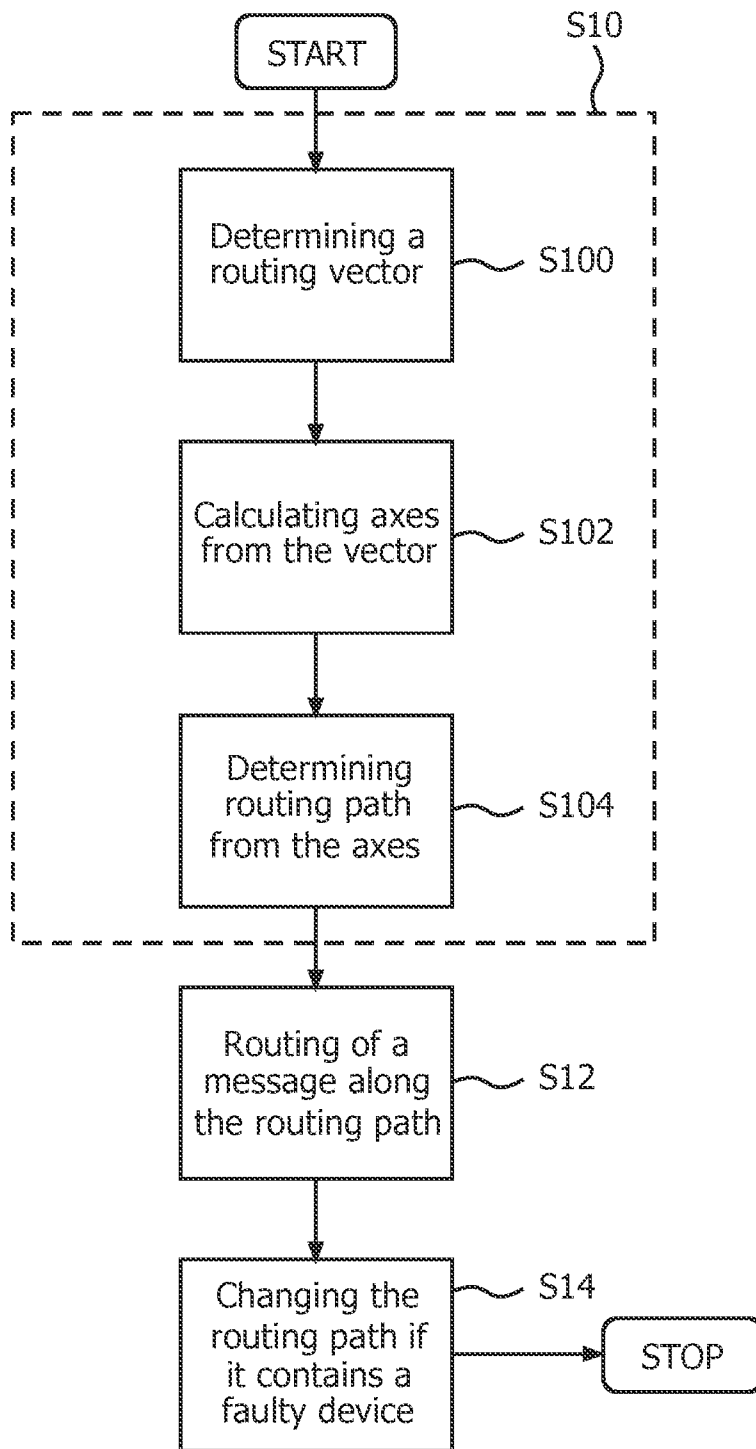 START
S10
Determining a
routing vector
S100
Calculating axes
from the vector
S102
Determining
routing path
from the axes
S104
Routing of a
message along
the routing path
S12
Changing the
routing path if
it contains a
faulty device
S14
STOP